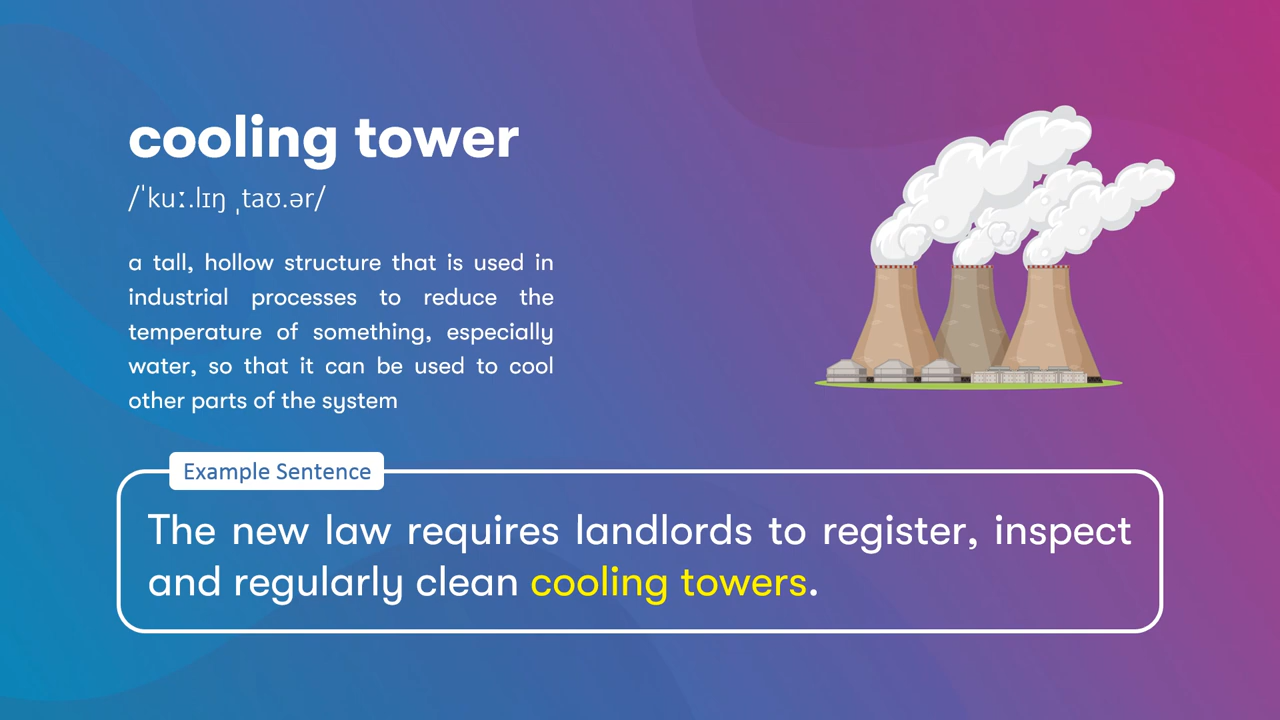 cooling tower
/ˈkuː.lɪŋ ˌtaʊ.ər/
a tall, hollow structure that is used in
industrial processes to reduce the
temperature of something, especially
water, so that it can be used to cool
other parts of the system
Example Sentence
The new law requires landlords to register, inspect
and regularly clean cooling towers.